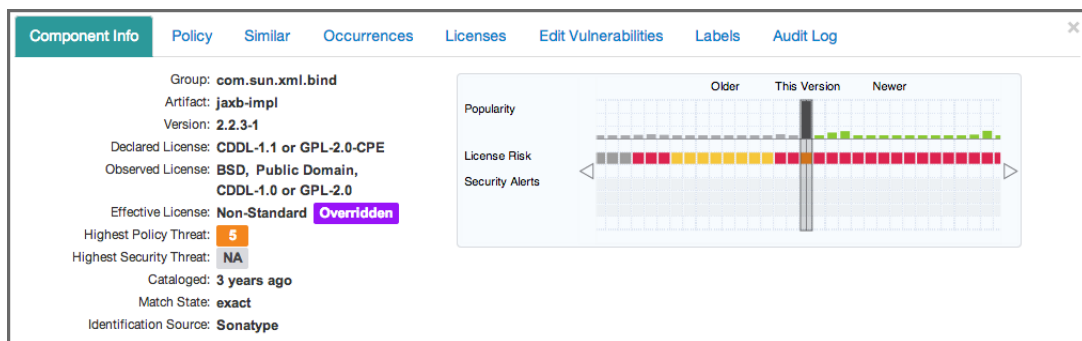 Component Info Policy Similar Occurrences Licenses Edit Vulnerabilities Labels Audit Log ×
Group: com.sun.xml.bind
Artifact: jaxb-impl
Version: 2.2.3-1
Declared License: CDDL-1.1 or GPL-2.0-CPE
Observed License: BSD, Public Domain,
CDDL-1.0 or GPL-2.0
Effective License: Non-Standard Overridden
Highest Policy Threat: 5
Highest Security Threat: NA
Cataloged: 3 years ago
Match State: exact
Identification Source: Sonatype
Older This Version Newer
Popularity
License Risk
Security Alerts